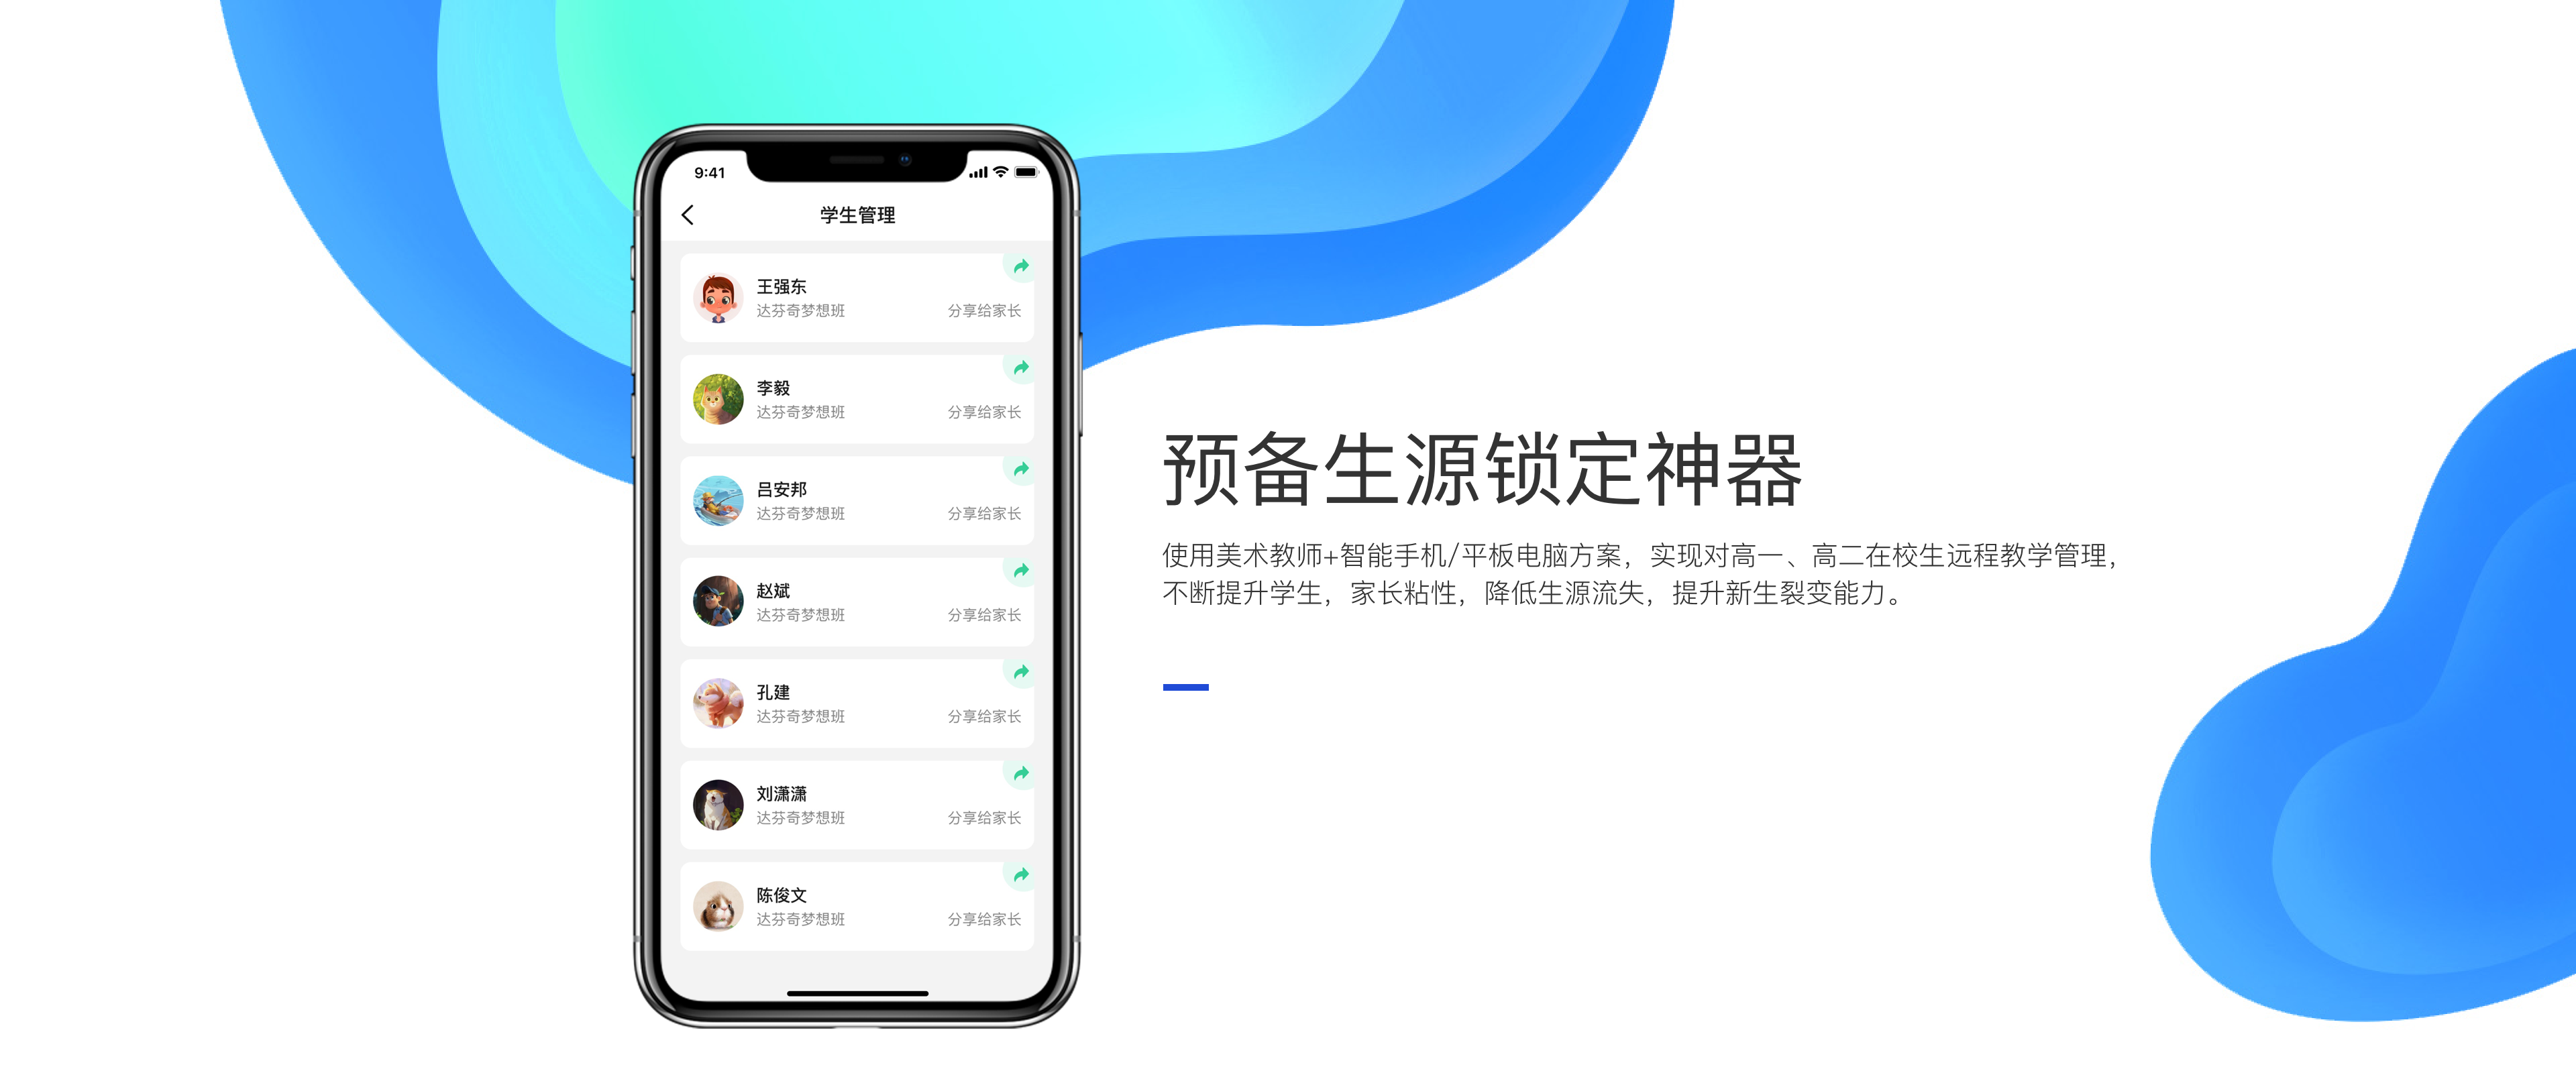 9:41
学生管理
王强东
达芬奇梦想班 分享给家长
李毅
达芬奇梦想班 分享给家长
吕安邦
达芬奇梦想班 分享给家长
赵斌
达芬奇梦想班 分享给家长
孔建
达芬奇梦想班 分享给家长
刘潇潇
达芬奇梦想班 分享给家长
陈俊文
达芬奇梦想班 分享给家长
预备生源锁定神器
使用美术教师+智能手机/平板电脑方案，实现对高一、高二在校生远程教学管理，
不断提升学生，家长粘性，降低生源流失，提升新生裂变能力。